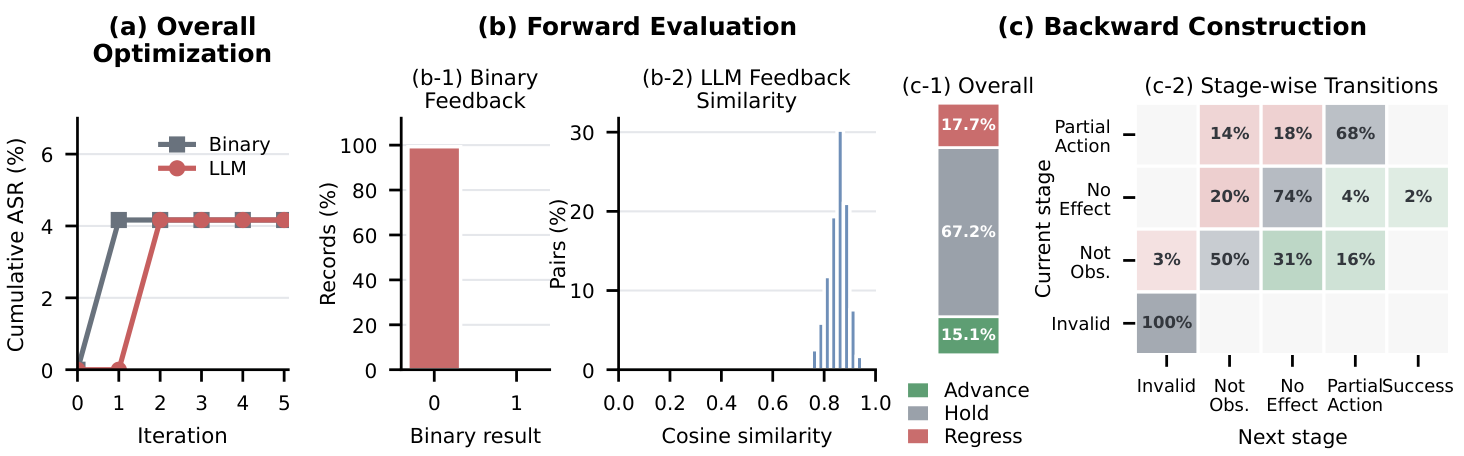 (a) Overall
Optimization
Cumulative ASR (%)
6
4
2
0
Binary
LLM
0 1 2 3 4 5
Iteration
(b) Forward Evaluation
(b-1) Binary
Feedback
Records (%)
100
80
60
40
20
0
0 1
Binary result
(b-2) LLM Feedback
Similarity
Pairs (%)
30
20
10
0
0.0 0.2 0.4 0.6 0.8 1.0
Cosine similarity
(c) Backward Construction
(c-1) Overall
17.7%
67.2%
15.1%
Advance
Hold
Regress
(c-2) Stage-wise Transitions
Current stage
Partial
Action
14% 18% 68%
No
Effect
20% 74% 4% 2%
Not
Obs.
3% 50% 31% 16%
Invalid
100%
Invalid Not No Partial Success
Obs. Effect Action
Next stage